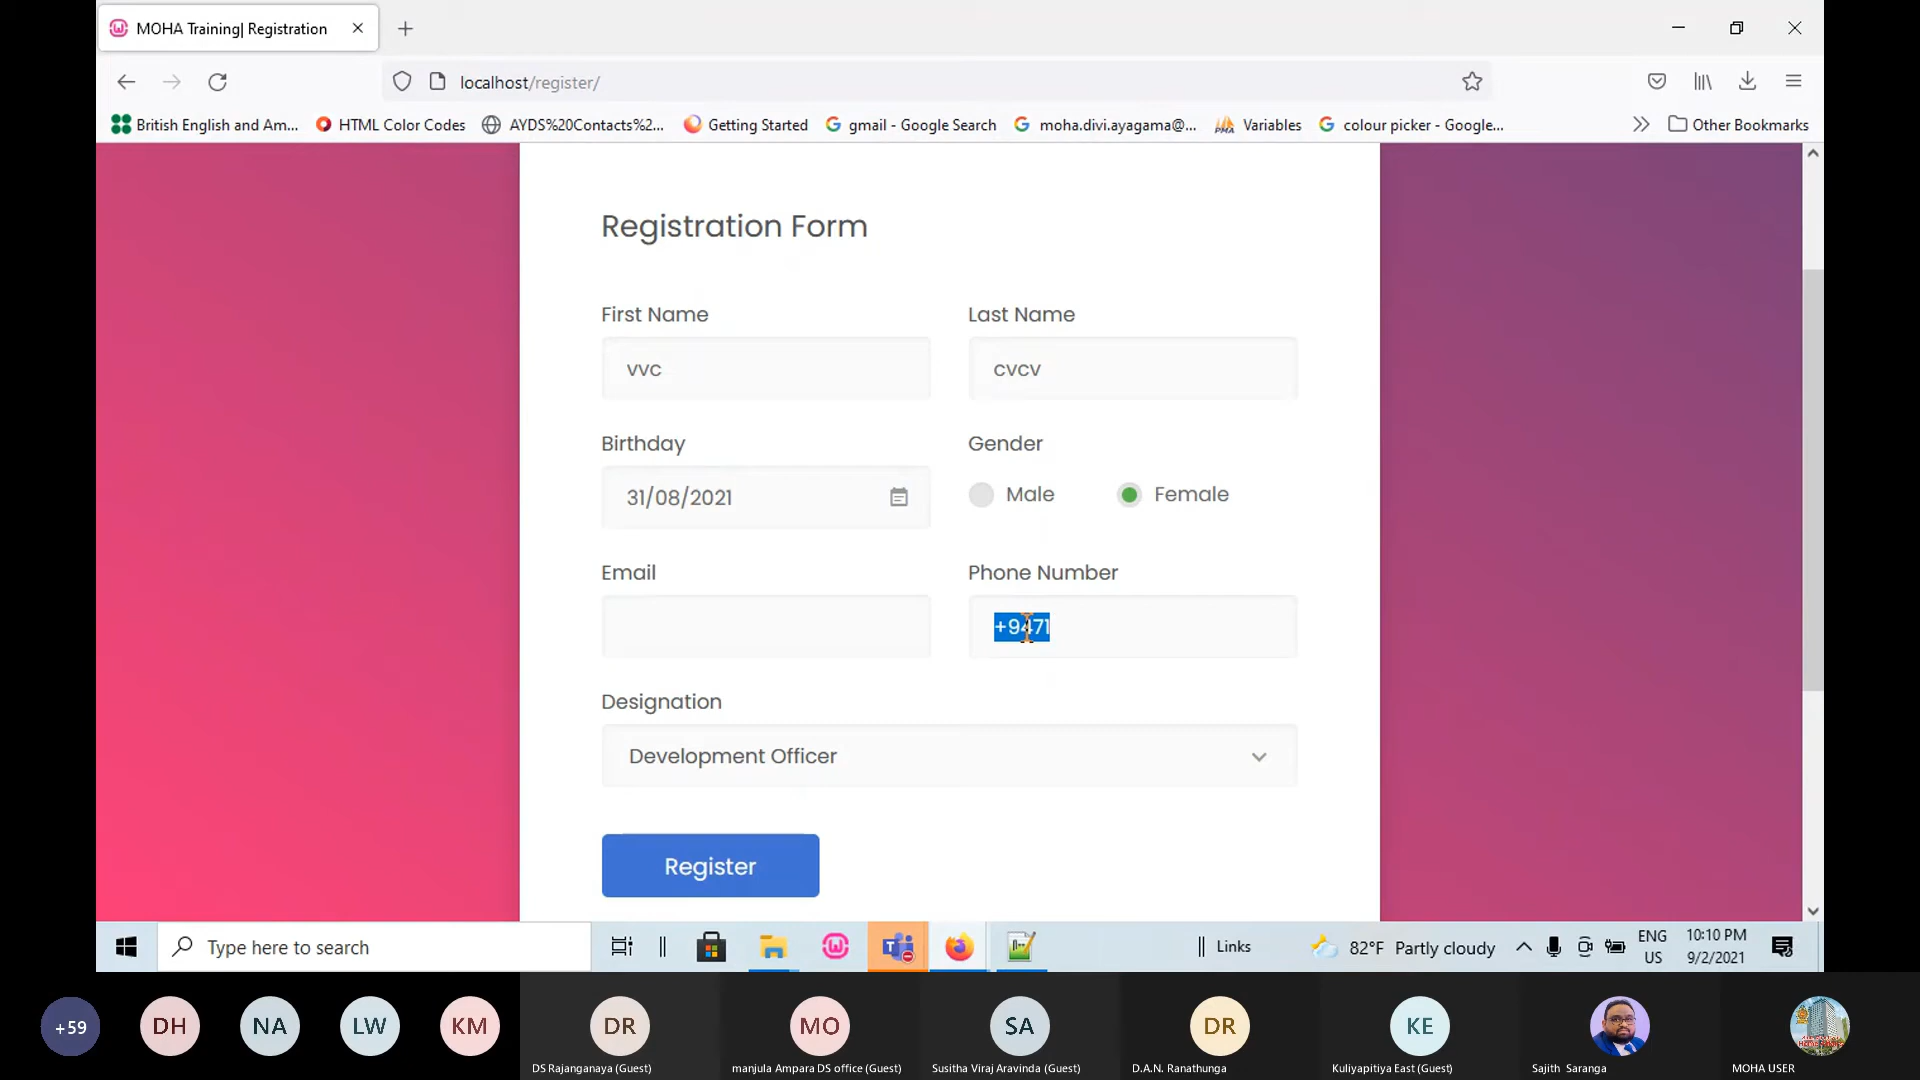 MOHA Training| Registration
localhost/register/
British English and Am...
HTML Color Codes
AYDS%20Contacts%2...
Getting Started
gmail - Google Search
moha.divi.ayagama@...
Variables
colour picker - Google...
Other Bookmarks
Registration Form
First Name
Last Name
vvc
cvcv
Birthday
Gender
31/08/2021
Male
Female
Email
Phone Number
+9471
Designation
Development Officer
Register
Type here to search
Links
82°F Partly cloudy
ENG
US
10:10 PM
9/2/2021
+59
DH
NA
LW
KM
DR
MO
SA
DR
KE
DS Rajanganaya (Guest)
manjula Ampara DS office (Guest)
Susitha Viraj Aravinda (Guest)
D.A.N. Ranathunga
Kuliyapitiya East (Guest)
Sajith Saranga
MOHA USER